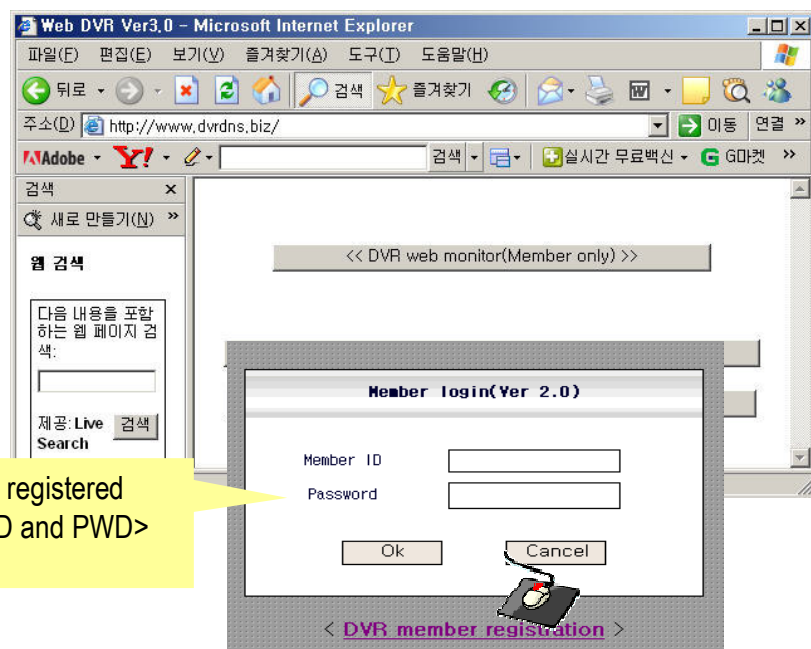 Web DVR Ver3,0 - Microsoft Internet Explorer
파일(F) 편집(E) 보기(V) 즐겨찾기(A) 도구(T) 도움말(H)
뒤로 검색 즐겨찾기
주소(D) http://www,dvrdns,biz/ 이동 연결 »
Adobe Y! 검색 실시간 무료백신 G마켓 »
검색 ×
새로 만들기(N) »
웹 검색
다음 내용을 포함
하는 웹 페이지 검
색:
제공: Live
Search
검색
<< DVR web monitor(Member only) >>
Member login(Ver 2.0)
Member ID
Password
Ok Cancel
registered
D and PWD>
< DVR member registration >